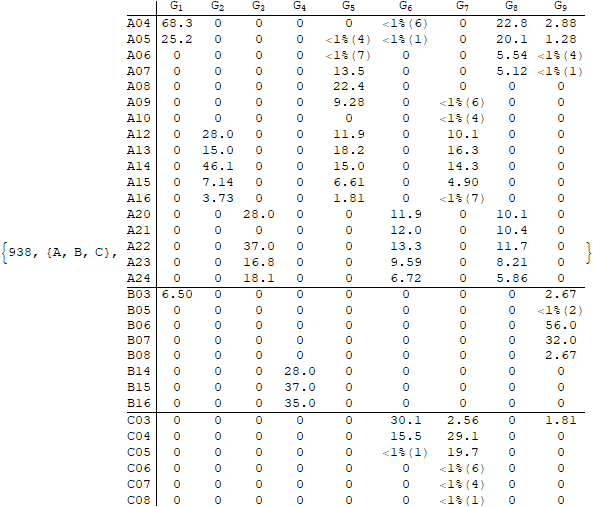 G1 G2 G3 G4 G5 G6 G7 G8 G9
A04 68.3 0 0 0 0 <1%(6) 0 22.8 2.88
A05 25.2 0 0 0 <1%(4) <1%(1) 0 20.1 1.28
A06 0 0 0 0 <1%(7) 0 0 5.54 <1%(4)
A07 0 0 0 0 13.5 0 0 5.12 <1%(1)
A08 0 0 0 0 22.4 0 0 0 0
A09 0 0 0 0 9.28 0 <1%(6) 0 0
A10 0 0 0 0 0 0 <1%(4) 0 0
A12 0 28.0 0 0 11.9 0 10.1 0 0
A13 0 15.0 0 0 18.2 0 16.3 0 0
A14 0 46.1 0 0 15.0 0 14.3 0 0
A15 0 7.14 0 0 6.61 0 4.90 0 0
A16 0 3.73 0 0 1.81 0 <1%(7) 0 0
A20 0 0 28.0 0 0 11.9 0 10.1 0
A21 0 0 0 0 0 12.0 0 10.4 0
{938, {A, B, C}, A22 0 0 37.0 0 0 13.3 0 11.7 0 }
A23 0 0 16.8 0 0 9.59 0 8.21 0
A24 0 0 18.1 0 0 6.72 0 5.86 0
B03 6.50 0 0 0 0 0 0 0 2.67
B05 0 0 0 0 0 0 0 0 <1%(2)
B06 0 0 0 0 0 0 0 0 56.0
B07 0 0 0 0 0 0 0 0 32.0
B08 0 0 0 0 0 0 0 0 2.67
B14 0 0 0 28.0 0 0 0 0 0
B15 0 0 0 37.0 0 0 0 0 0
B16 0 0 0 35.0 0 0 0 0 0
C03 0 0 0 0 0 30.1 2.56 0 1.81
C04 0 0 0 0 0 15.5 29.1 0 0
C05 0 0 0 0 0 <1%(1) 19.7 0 0
C06 0 0 0 0 0 0 <1%(6) 0 0
C07 0 0 0 0 0 0 <1%(4) 0 0
C08 0 0 0 0 0 0 <1%(1) 0 0